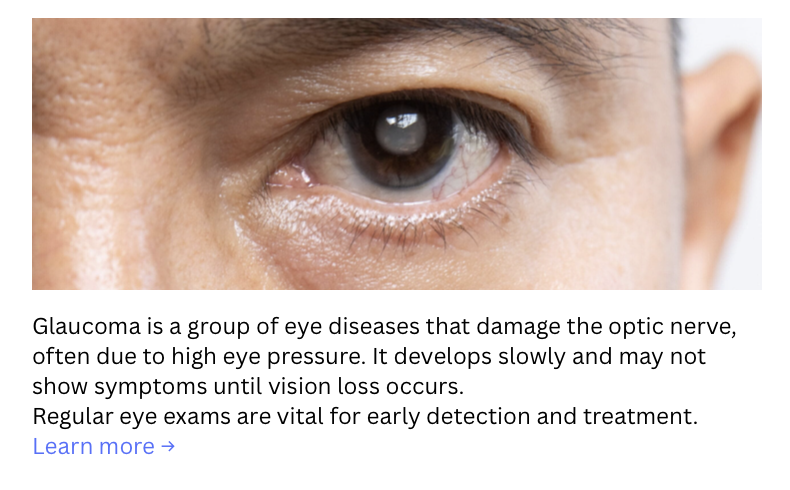 Glaucoma is a group of eye diseases that damage the optic nerve,
often due to high eye pressure. It develops slowly and may not
show symptoms until vision loss occurs.
Regular eye exams are vital for early detection and treatment.
Learn more →